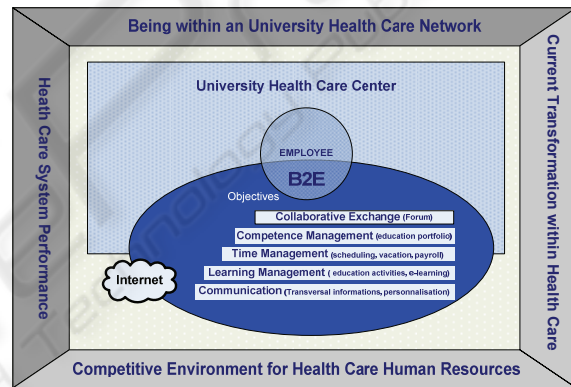 Being within an University Health Care Network
Heath Care System Performance
Current Transformation within Health Care
University Health Care Center
EMPLOYEE
B2E
Objectives
Collaborative Exchange (Forum)
Competence Management (education portfolio)
Time Management (scheduling, vacation, payroll)
Learning Management ( education activities, e-learning)
Communication (Transversal informations, personnalisation)
Internet
Competitive Environment for Health Care Human Resources